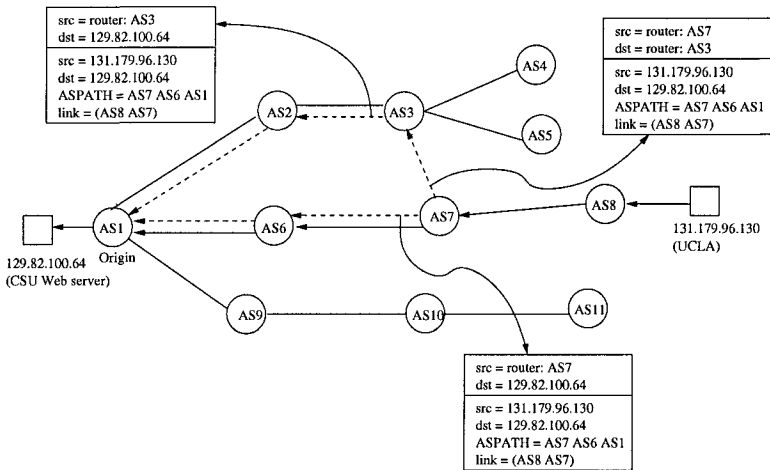 src = router: AS3
dst = 129.82.100.64
src = 131.179.96.130
dst = 129.82.100.64
ASPATH = AS7 AS6 AS1
link = (AS8 AS7)
src = router: AS7
dst = router: AS3
src = 131.179.96.130
dst = 129.82.100.64
ASPATH = AS7 AS6 AS1
link = (AS8 AS7)
AS4
AS2
AS3
AS5
AS1
Origin
AS6
AS7
AS8
129.82.100.64
(CSU Web server)
131.179.96.130
(UCLA)
AS9
AS10
AS11
src = router: AS7
dst = 129.82.100.64
src = 131.179.96.130
dst = 129.82.100.64
ASPATH = AS7 AS6 AS1
link = (AS8 AS7)